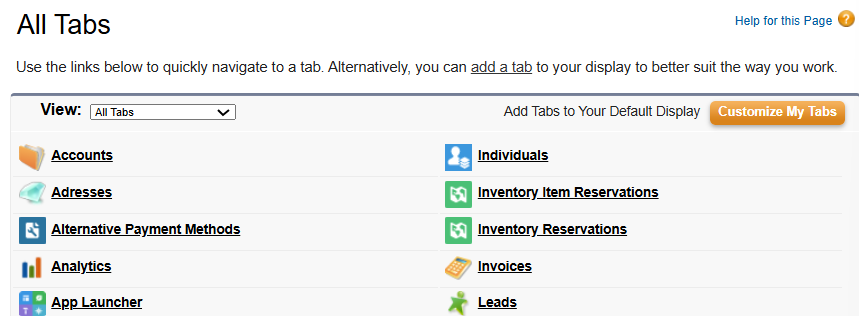 All Tabs
Help for this Page
Use the links below to quickly navigate to a tab. Alternatively, you can add a tab to your display to better suit the way you work.
View: All Tabs
Add Tabs to Your Default Display Customize My Tabs
Accounts
Individuals
Adresses
Inventory Item Reservations
Alternative Payment Methods
Inventory Reservations
Analytics
Invoices
App Launcher
Leads